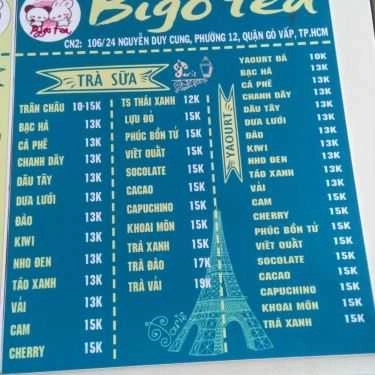 Bigo Tea
Bigo Tea
CN2: 106/24 NGUYỄN DUY CUNG, PHƯỜNG 12, QUẬN GÒ VẤP, TP.HCM
TRÀ SỮA
TRÂN CHÂU 10-15K
BẠC HÀ 13K
CÀ PHÊ 13K
CHANH DÂY 13K
DÂU TÂY 13K
DƯA LƯỚI 13K
ĐÀO 13K
KIWI 13K
NHO ĐEN 13K
TÁO XANH 13K
VẢI 13K
CAM 15K
CHERRY 15K
TS THÁI XANH 12K
LỰU ĐỎ 15K
PHÚC BỒN TỬ 15K
VIỆT QUẤT 15K
SOCOLATE 15K
CACAO 15K
CAPUCHINO 15K
KHOAI MÔN 15K
TRÀ XANH 15K
TRÀ ĐÀO 17K
TRÀ VẢI 19K
Paris
YAOURT
YAOURT ĐÁ 10K
BẠC HÀ 13K
CÀ PHÊ 13K
CHANH DÂY 13K
DÂU TÂY 13K
DƯA LƯỚI 13K
ĐÀO 13K
KIWI 13K
NHO ĐEN 13K
TÁO XANH 13K
VẢI 13K
CAM 15K
CHERRY 15K
PHÚC BỒN TỬ 15K
VIỆT QUẤT 15K
SOCOLATE 15K
CACAO 15K
CAPUCHINO 15K
KHOAI MÔN 15K
TRÀ XANH 15K